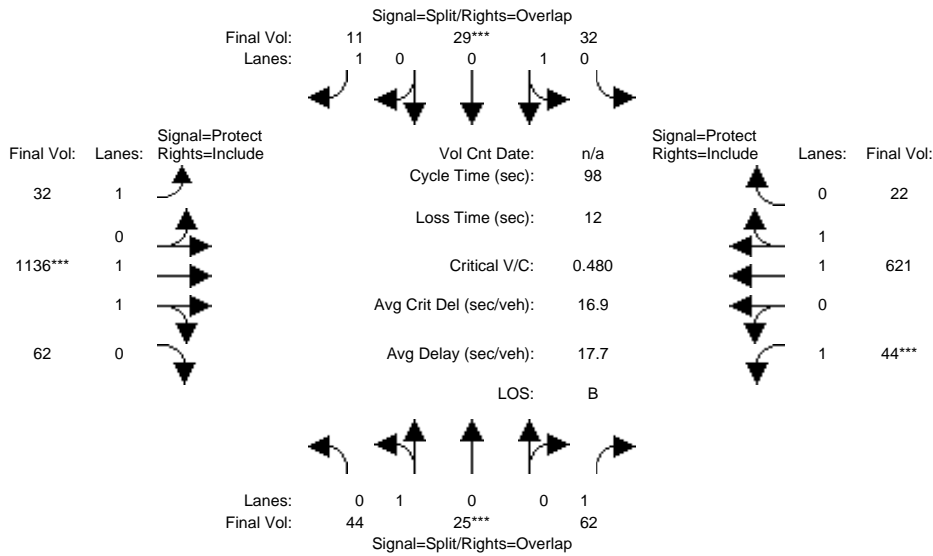 Signal=Split/Rights=Overlap
Final Vol: 11 29*** 32
Lanes: 1 0 0 1 0
Signal=Protect
Final Vol: Lanes: Rights=Include
Vol Cnt Date: n/a
Signal=Protect
Rights=Include Lanes: Final Vol:
Cycle Time (sec): 98
32 1
0 22
Loss Time (sec): 12
0
1
1136*** 1
Critical V/C: 0.480
1 621
1
Avg Crit Del (sec/veh): 16.9
0
62 0
Avg Delay (sec/veh): 17.7
1 44***
LOS: B
Lanes: 0 1 0 0 1
Final Vol: 44 25*** 62
Signal=Split/Rights=Overlap